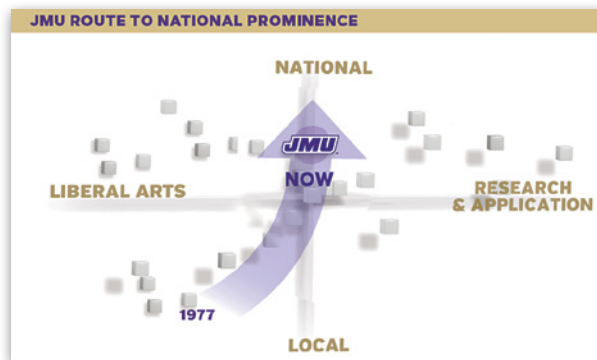 JMU ROUTE TO NATIONAL PROMINENCE
NATIONAL
JMU
NOW
LIBERAL ARTS
RESEARCH
& APPLICATION
1977
LOCAL